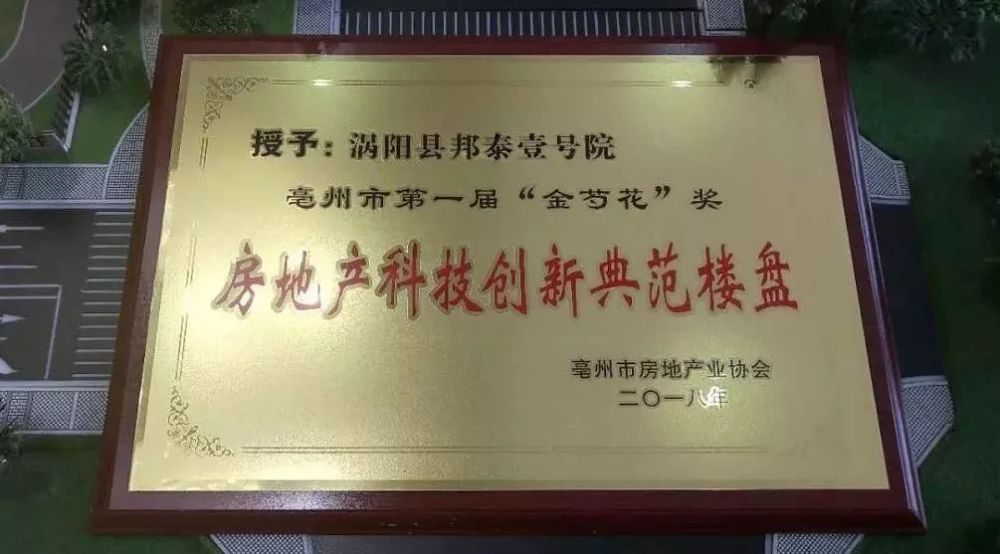 授予：涡阳县邦泰壹号院
亳州市第一届“金芍花”奖
房地产科技创新典范楼盘
亳州市房地产业协会
二〇一八年